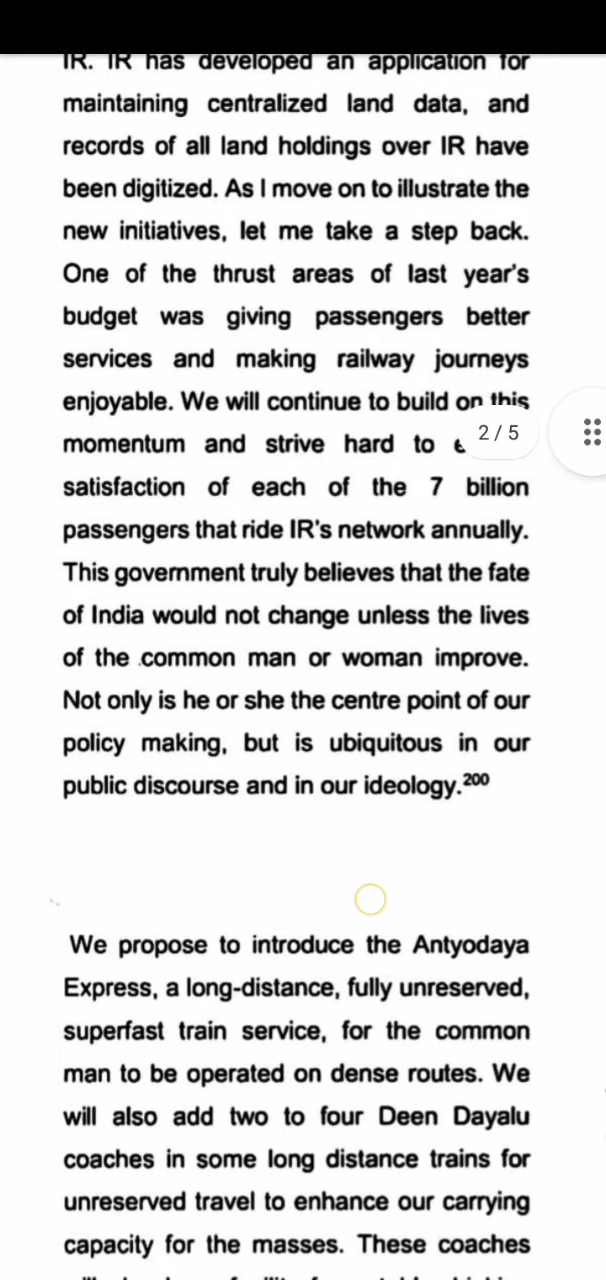 IR. IR has developed an application for
maintaining centralized land data, and
records of all land holdings over IR have
been digitized. As I move on to illustrate the
new initiatives, let me take a step back.
One of the thrust areas of last year's
budget was giving passengers better
services and making railway journeys
enjoyable. We will continue to build on this
2 / 5
momentum and strive hard to
satisfaction of each of the 7 billion
passengers that ride IR's network annually.
This government truly believes that the fate
of India would not change unless the lives
of the common man or woman improve.
Not only is he or she the centre point of our
policy making, but is ubiquitous in our
public discourse and in our ideology.200
We propose to introduce the Antyodaya
Express, a long-distance, fully unreserved,
superfast train service, for the common
man to be operated on dense routes. We
will also add two to four Deen Dayalu
coaches in some long distance trains for
unreserved travel to enhance our carrying
capacity for the masses. These coaches